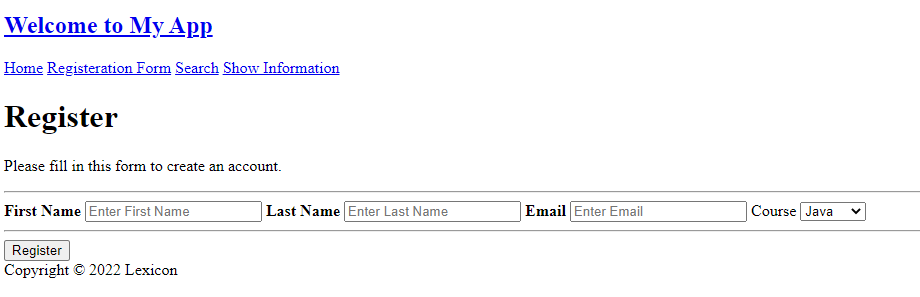 Welcome to My App
Home Registeration Form Search Show Information
Register
Please fill in this form to create an account.
First Name Enter First Name Last Name Enter Last Name Email Enter Email Course Java
Register
Copyright © 2022 Lexicon